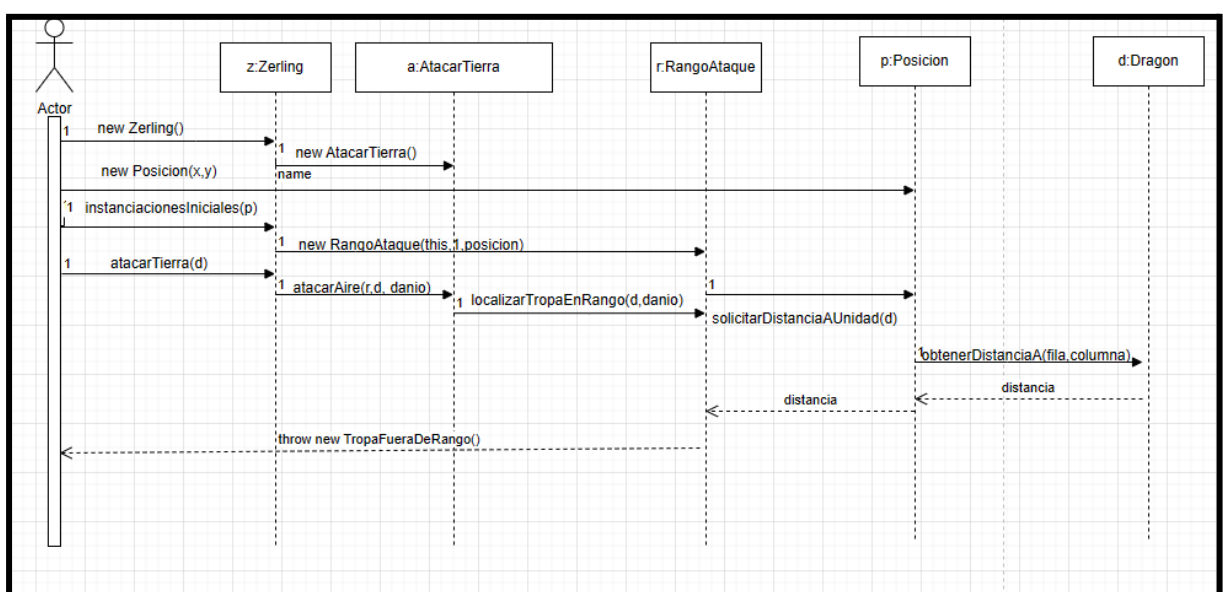 z:Zerling
a:AtacarTierra
r:RangoAtaque
p:Posicion
d:Dragon
Actor
1 new Zerling()
1 new AtacarTierra()
name
new Posicion(x,y)
1 instanciacionesIniciales(p)
1 new RangoAtaque(this,1,posicion)
1 atacarTierra(d)
1 atacarAire(r,d, danio)
1 localizarTropaEnRango(d,danio)
1
solicitarDistanciaAUnidad(d)
1 obtenerDistanciaA(fila,columna)
distancia
distancia
throw new TropaFueraDeRango()